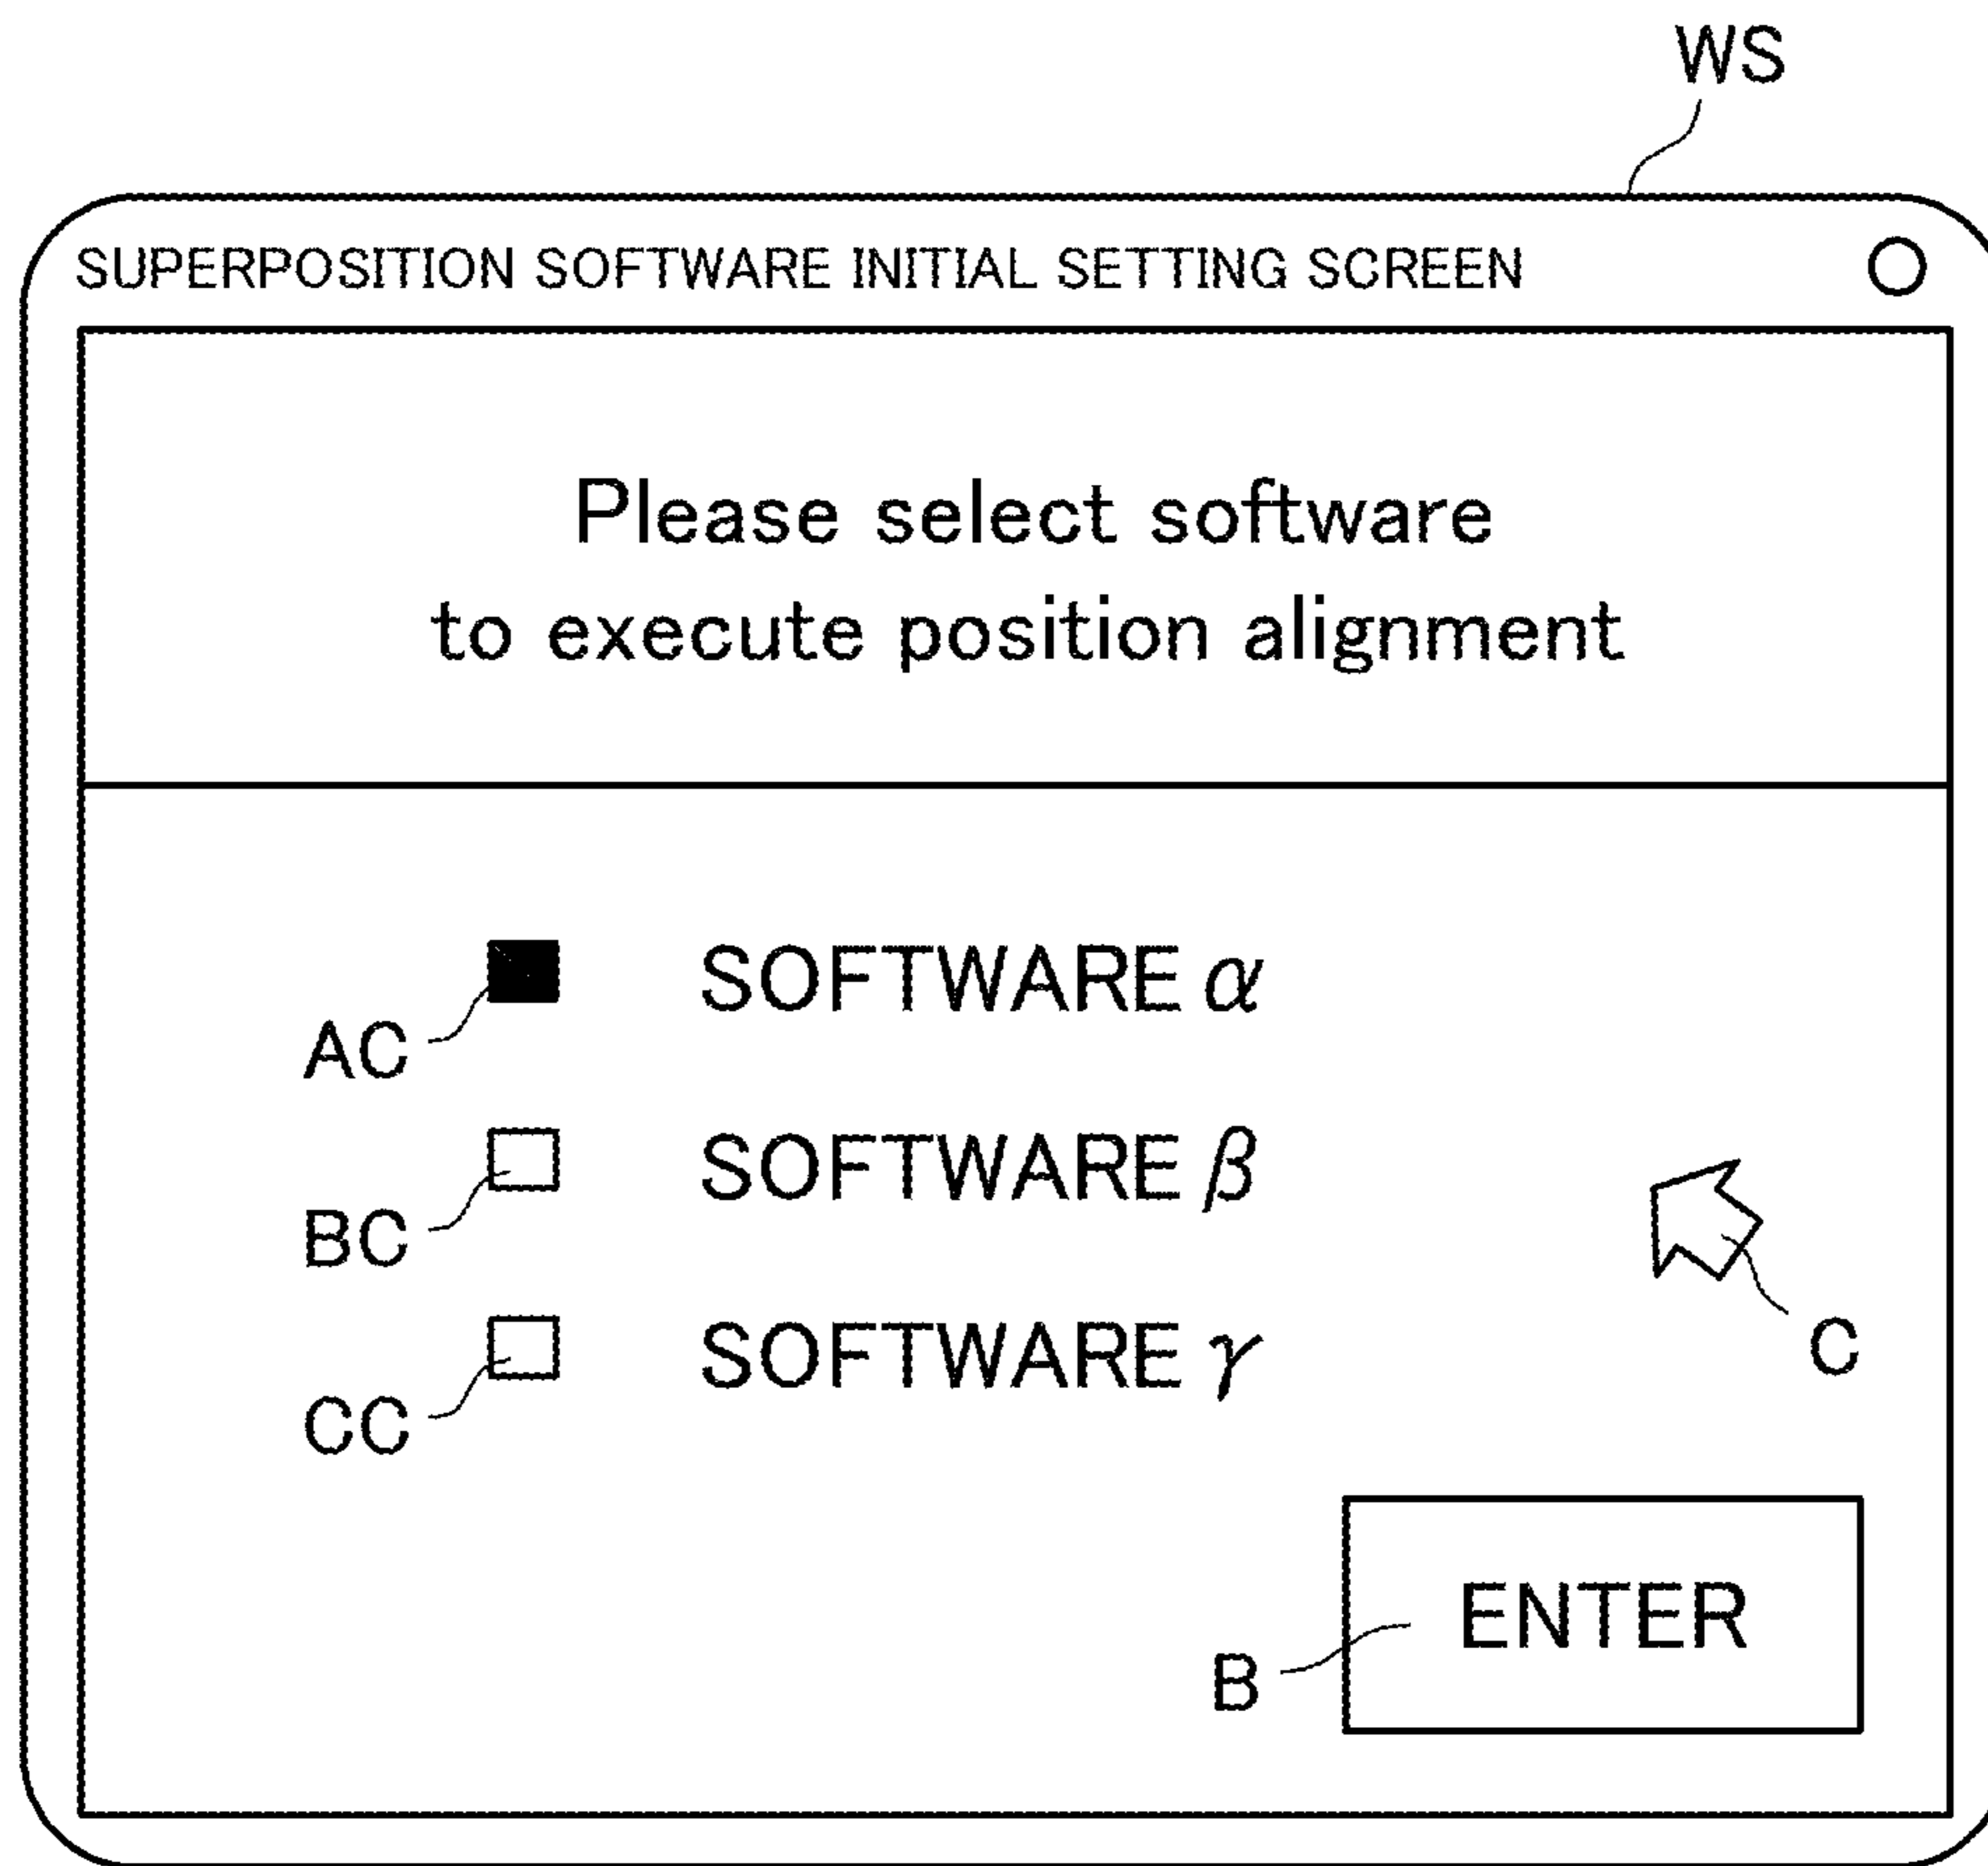 WS
SUPERPOSITION SOFTWARE INITIAL SETTING SCREEN
Please select software
to execute position alignment
SOFTWARE α
AC
SOFTWARE β
BC
SOFTWARE γ
C
CC
ENTER
B